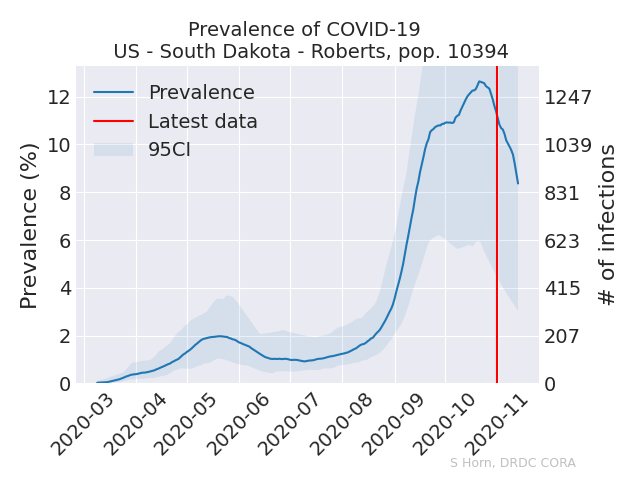 Prevalence of COVID-19
US - South Dakota - Roberts, pop. 10394
Prevalence
Latest data
95CI
Prevalence (%)
12
10
8
6
4
2
0
1247
1039
831
623
415
207
0
# of infections
2020-03
2020-04
2020-05
2020-06
2020-07
2020-08
2020-09
2020-10
2020-11
S Horn, DRDC CORA